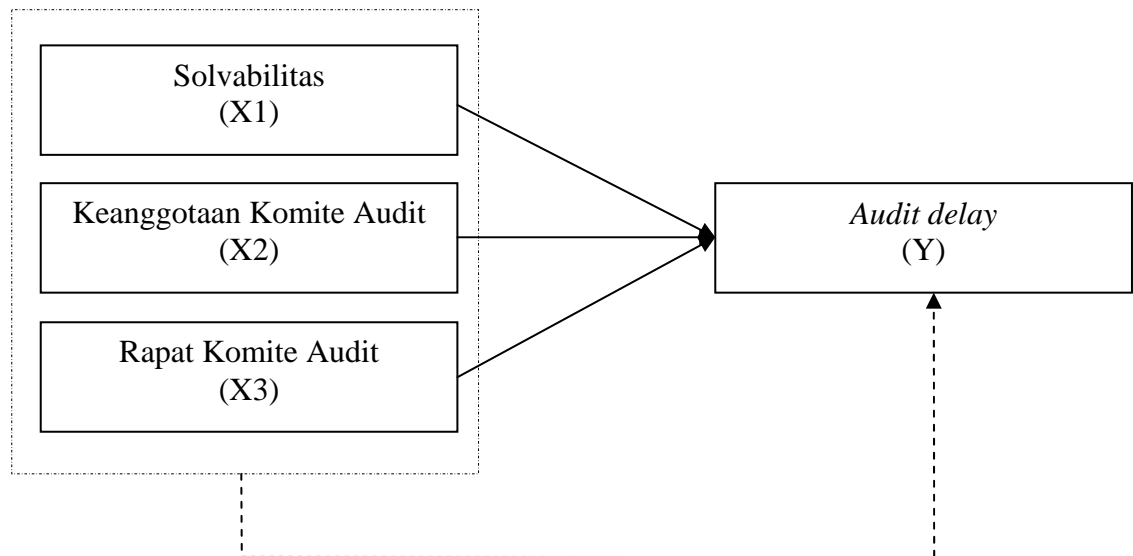 Solvabilitas
(X1)
Keanggotaan Komite Audit
(X2)
Rapat Komite Audit
(X3)
Audit delay
(Y)